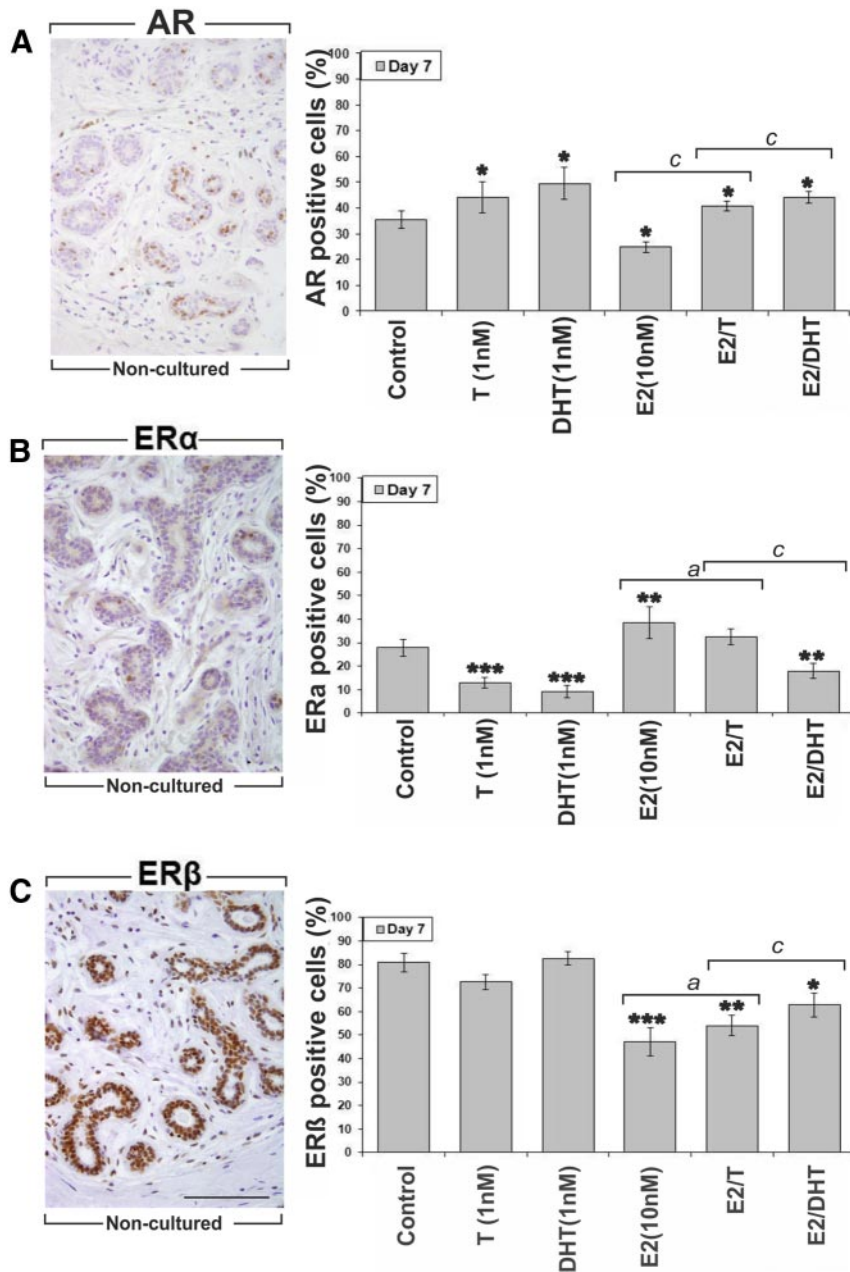 A
AR
Non-cultured
AR positive cells (%)
100
90
80
70
60
50
40
30
20
10
0
Day 7
*
*
*
*
*
c
c
Control
T (1nM)
DHT(1nM)
E2(10nM)
E2/T
E2/DHT
B
ERα
Non-cultured
ERa positive cells (%)
100
90
80
70
60
50
40
30
20
10
0
Day 7
***
***
**
**
a
c
Control
T (1nM)
DHT(1nM)
E2(10nM)
E2/T
E2/DHT
C
ERβ
Non-cultured
ERß positive cells (%)
100
90
80
70
60
50
40
30
20
10
0
Day 7
***
**
*
a
c
Control
T (1nM)
DHT(1nM)
E2(10nM)
E2/T
E2/DHT